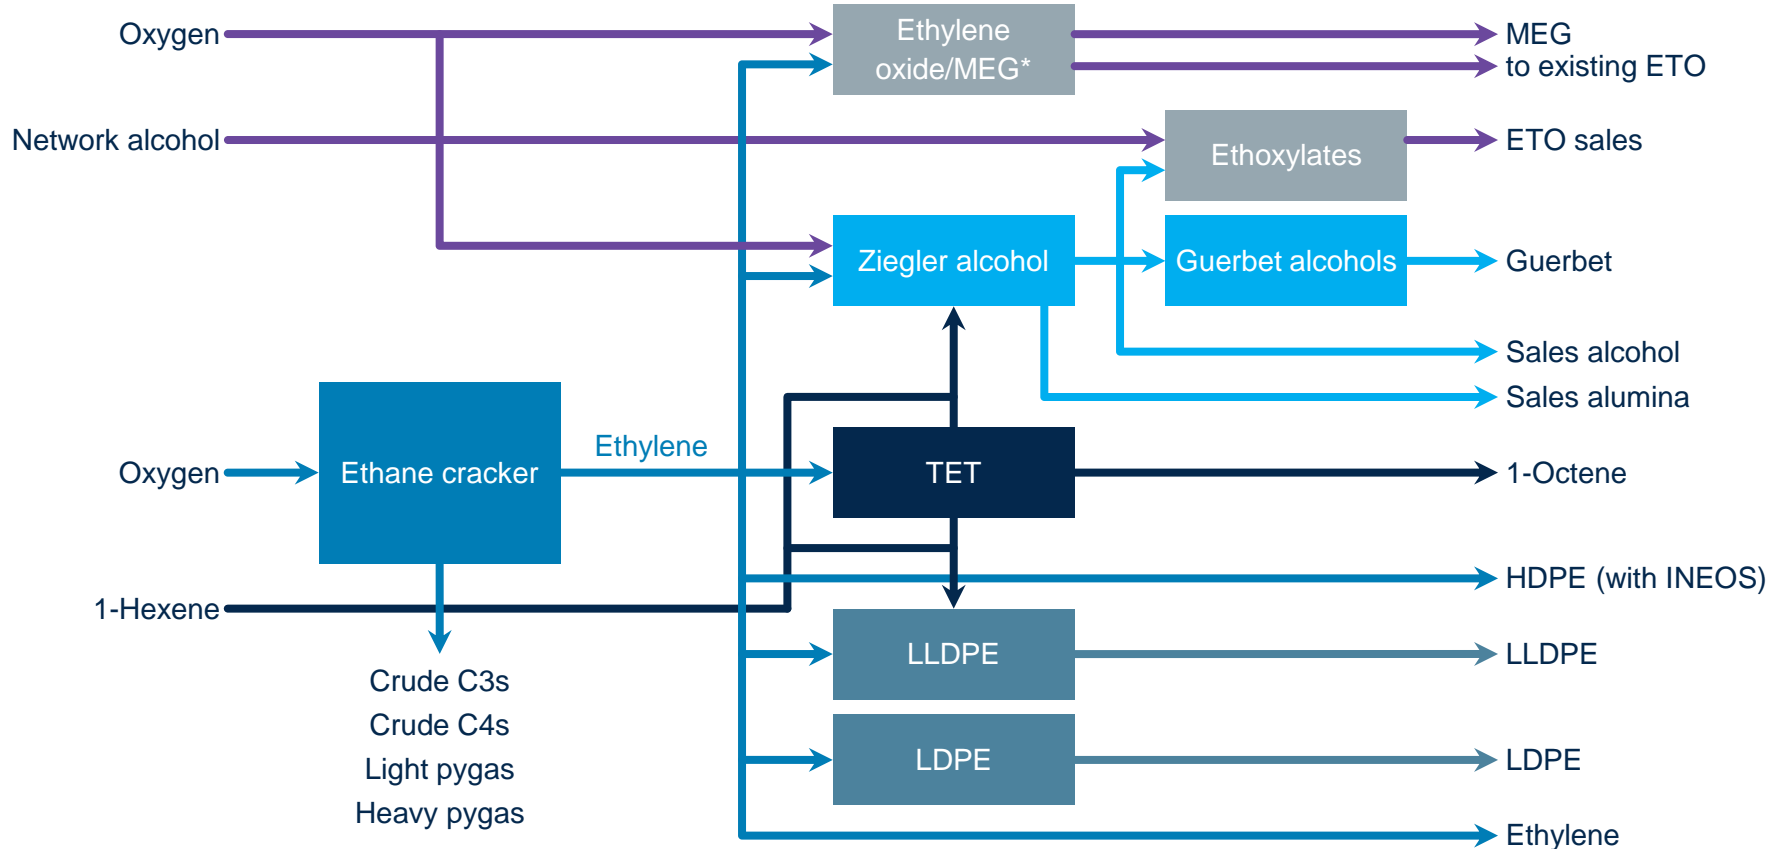 Oxygen
Ethylene
oxide/MEG*
MEG
to existing ETO
Network alcohol
Ethoxylates
ETO sales
Ziegler alcohol
Guerbet alcohols
Guerbet
Sales alcohol
Sales alumina
Oxygen
Ethane cracker
Ethylene
TET
1-Octene
HDPE (with INEOS)
1-Hexene
LLDPE
LLDPE
Crude C3s
Crude C4s
Light pygas
Heavy pygas
LDPE
LDPE
Ethylene